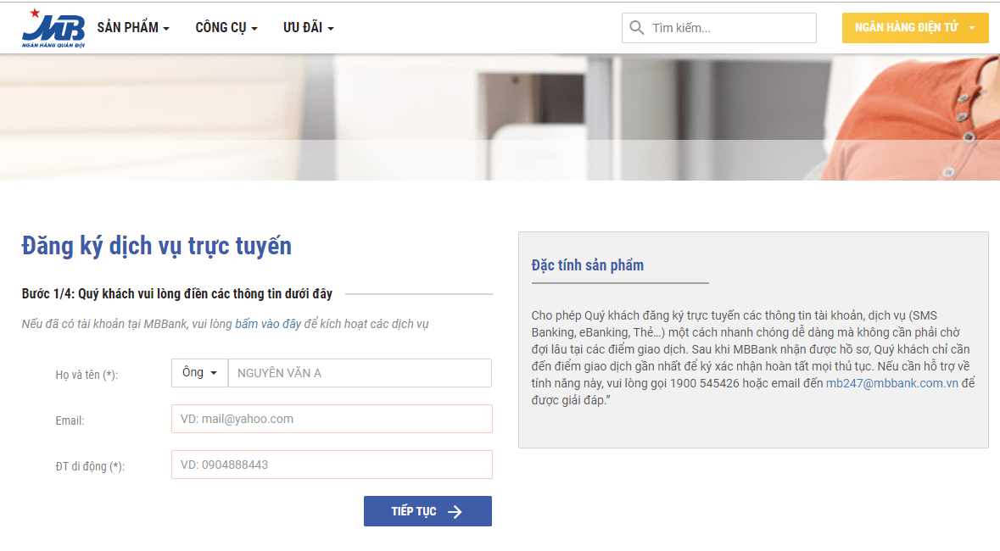 MB
NGÂN HÀNG QUÂN ĐỘI
SẢN PHẨM
CÔNG CỤ
ƯU ĐÃI
Tìm kiếm...
NGÂN HÀNG ĐIỆN TỬ
Đăng ký dịch vụ trực tuyến
Bước 1/4: Quý khách vui lòng điền các thông tin dưới đây
Nếu đã có tài khoản tại MBBank, vui lòng bấm vào đây để kích hoạt các dịch vụ
Họ và tên (*):
Ông
NGUYÊN VĂN A
Email:
VD: mail@yahoo.com
ĐT di động (*):
VD: 0904888443
TIẾP TỤC
Đặc tính sản phẩm
Cho phép Quý khách đăng ký trực tuyến các thông tin tài khoản, dịch vụ (SMS
Banking, eBanking, Thẻ…) một cách nhanh chóng dễ dàng mà không cần phải chờ
đợi lâu tại các điểm giao dịch. Sau khi MBBank nhận được hồ sơ, Quý khách chỉ cần
đến điểm giao dịch gần nhất để ký xác nhận hoàn tất mọi thủ tục. Nếu cần hỗ trợ về
tính năng này, vui lòng gọi 1900 545426 hoặc email đến mb247@mbbank.com.vn để
được giải đáp.”